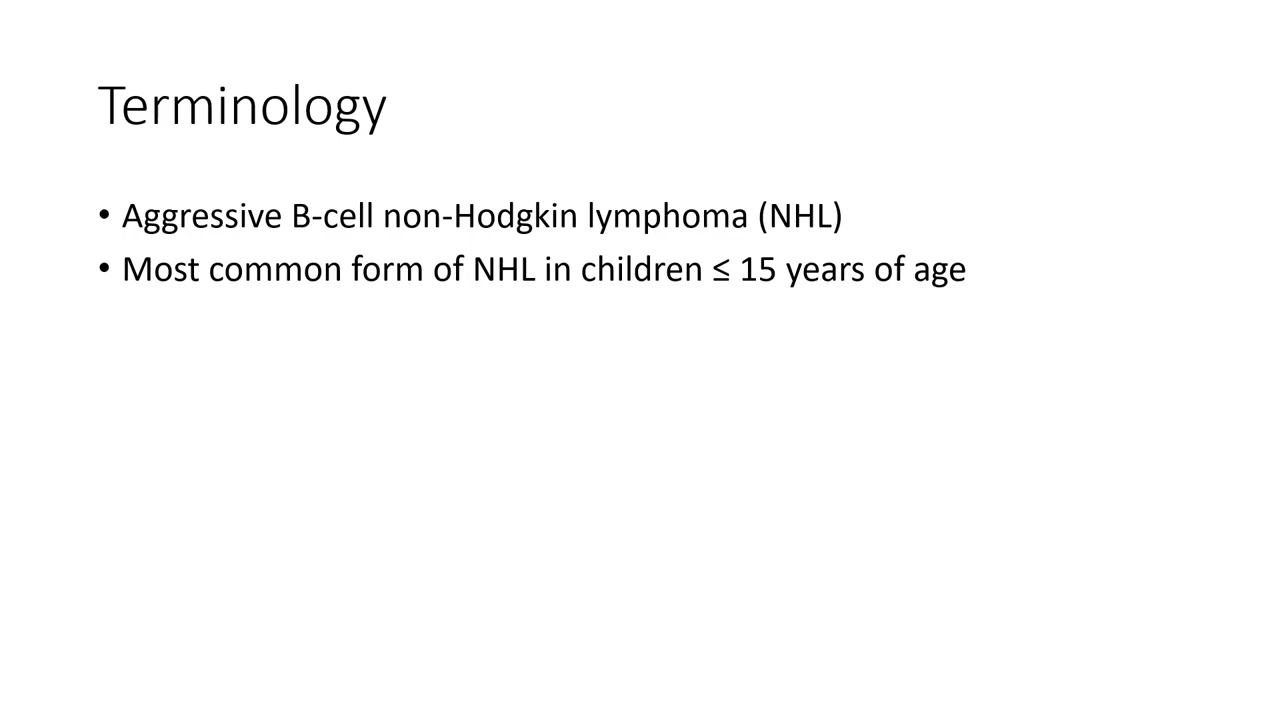 Terminology
• Aggressive B-cell non-Hodgkin lymphoma (NHL)
• Most common form of NHL in children ≤ 15 years of age